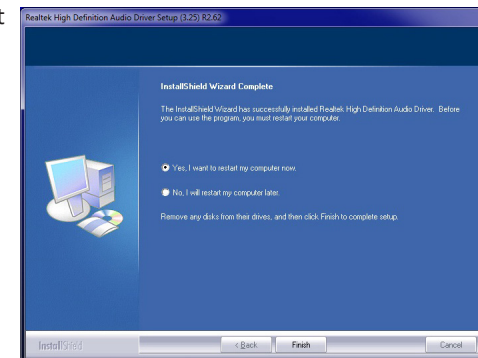 t
Realtek High Definition Audio Driver Setup (3.25) R2.62
InstallShield Wizard Complete
The InstallShield Wizard has successfully installed Realtek High Definition Audio Driver. Before
you can use the program, you must restart your computer.
Yes, I want to restart my computer now.
No, I will restart my computer later.
Remove any disks from their drives, and then click Finish to complete setup.
InstallShield
< Back Finish Cancel